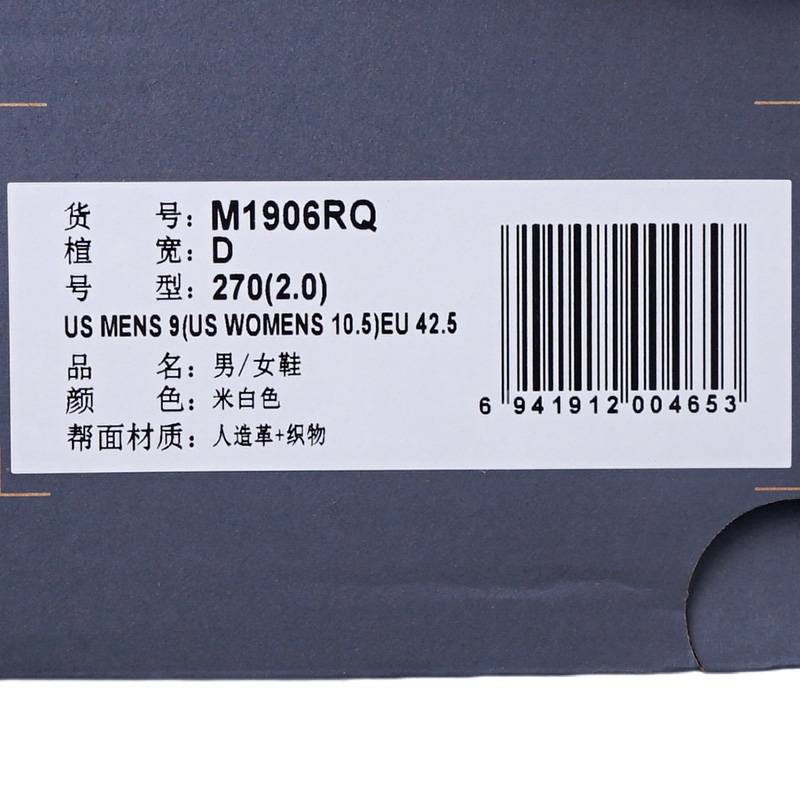 货 号：M1906RQ
楦 宽：D
号 型：270(2.0)
US MENS 9(US WOMENS 10.5)EU 42.5
品 名：男/女鞋
颜 色：米白色
帮面材质：人造革+织物
6 941912 004653